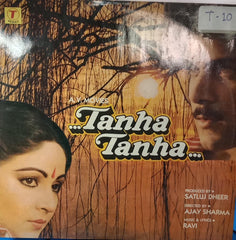 T
T-10
...Tanha
Tanha...
PRODUCED BY
SATLUJ DHEER
DIRECTED BY
AJAY SHARMA
MUSIC & LYRICS
RAVI